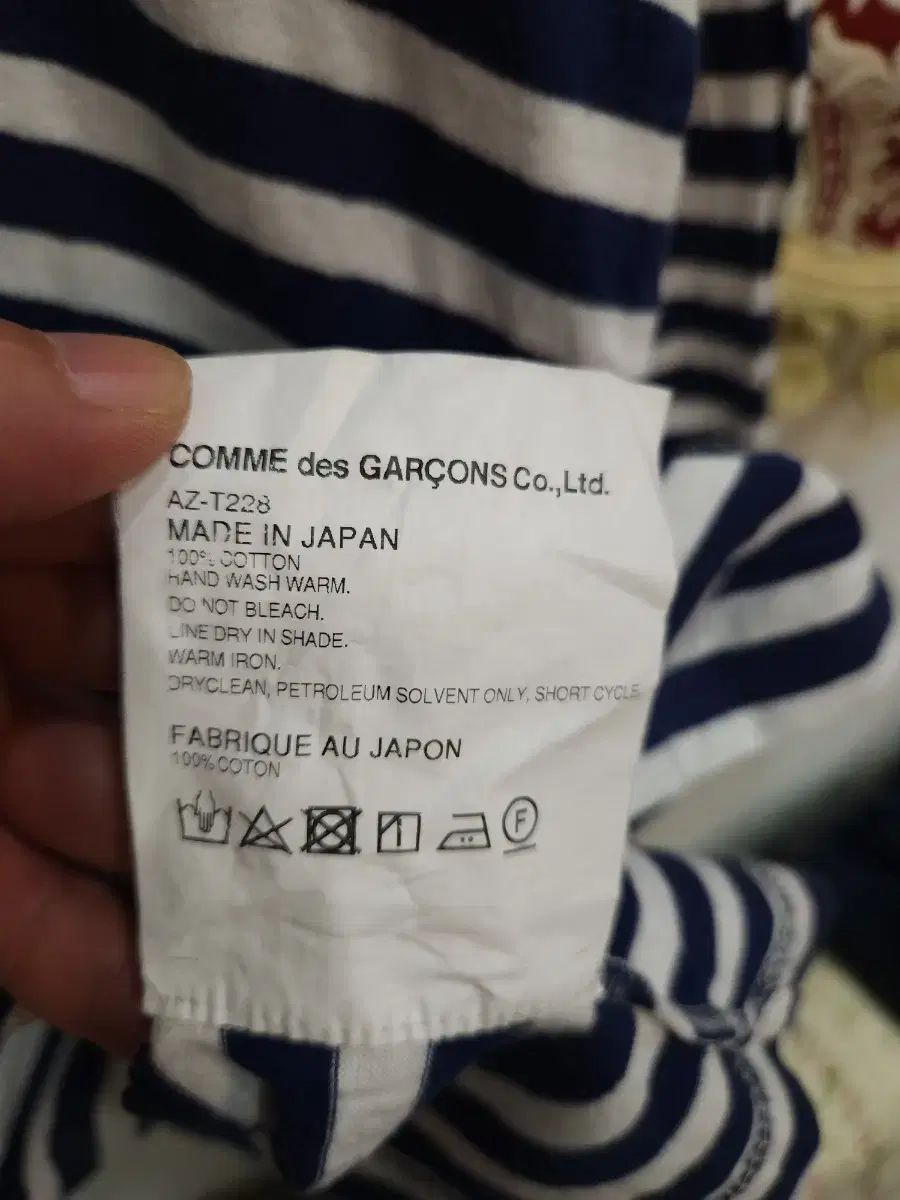 COMME des GARÇONS Co.,Ltd.
AZ-T228
MADE IN JAPAN
100% COTTON
HAND WASH WARM.
DO NOT BLEACH.
LINE DRY IN SHADE.
WARM IRON.
DRYCLEAN, PETROLEUM SOLVENT ONLY, SHORT CYCLE
FABRIQUE AU JAPON
100% COTON
F